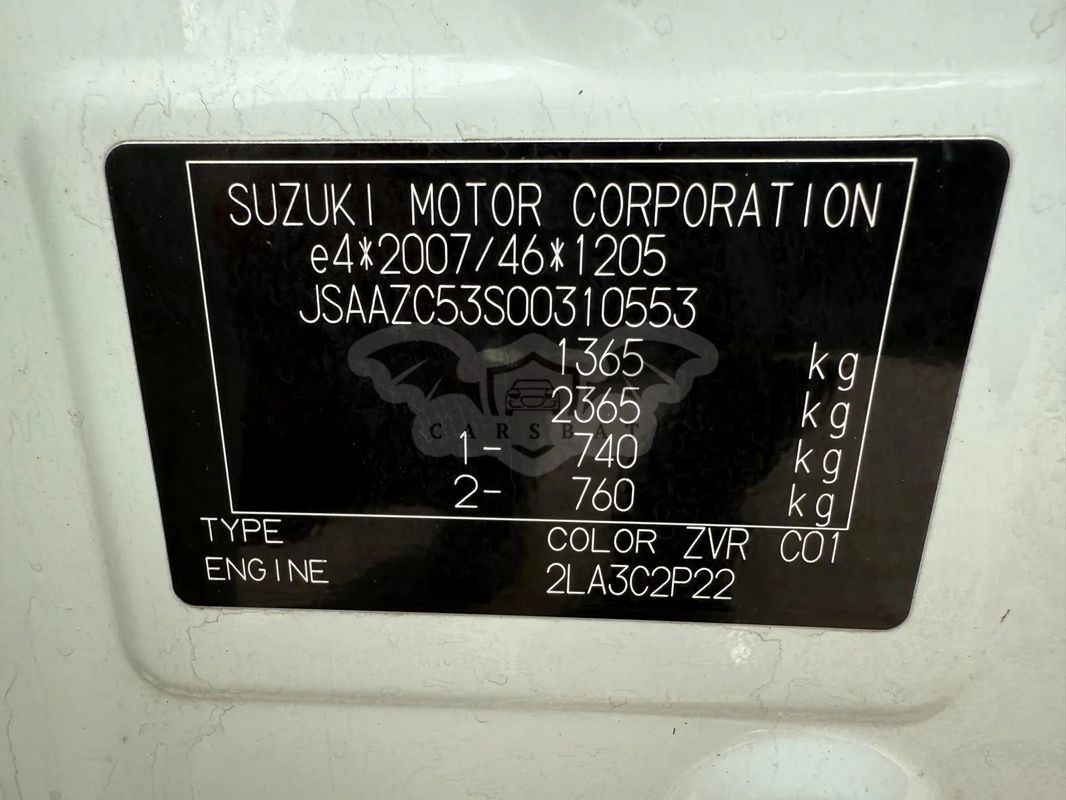 SUZUKI MOTOR CORPORATION
e4*2007/46*1205
JSAAZC53S00310553
1365 kg
2365 kg
CARSBAT
1- 740 kg
2- 760 kg
TYPE COLOR ZVR C01
ENGINE 2LA3C2P22